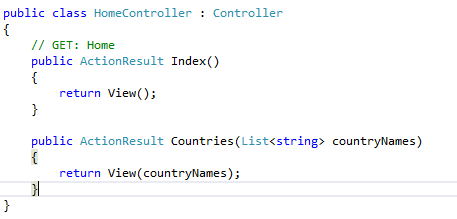 public class HomeController : Controller
{
    // GET: Home
    public ActionResult Index()
    {
        return View();
    }

    public ActionResult Countries(List<string> countryNames)
    {
        return View(countryNames);
    }
}